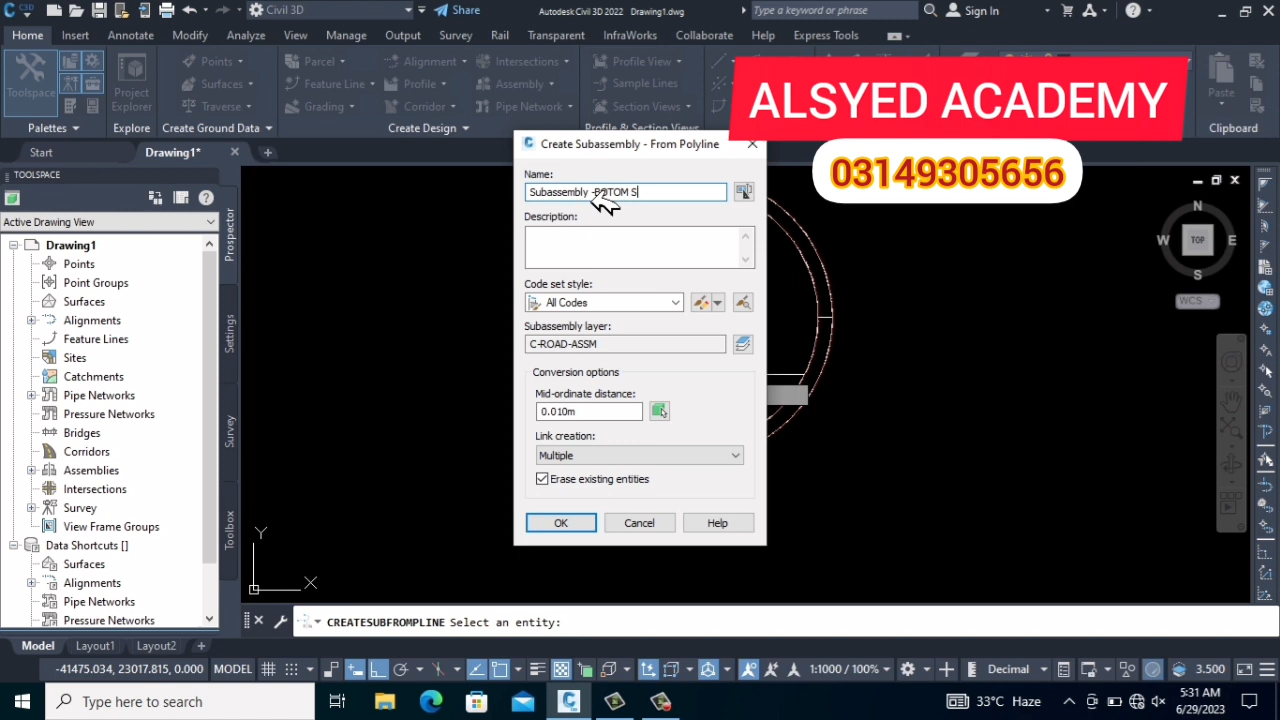 C3D
Civil 3D
Share
Autodesk Civil 3D 2022 Drawing1.dwg
Type a keyword or phrase
Sign In
Home
Insert
Annotate
Modify
Analyze
View
Manage
Output
Survey
Rail
Transparent
InfraWorks
Collaborate
Help
Express Tools
Toolspace
Project
Explorer
Points
Surfaces
Traverse
Parcel
Feature Line
Grading
Alignment
Profile
Corridor
Intersections
Assembly
Pipe Network
Profile View
Sample Lines
Section Views
Paste
Palettes
Explore
Create Ground Data
Create Design
Profile & Section Views
Clipboard
ALSYED ACADEMY
03149305656
Start
Drawing1*
TOOLSPACE
Active Drawing View
Drawing1
Points
Point Groups
Surfaces
Alignments
Feature Lines
Sites
Catchments
Pipe Networks
Pressure Networks
Bridges
Corridors
Assemblies
Intersections
Survey
View Frame Groups
Data Shortcuts []
Surfaces
Alignments
Pipe Networks
Pressure Networks
Prospector
Settings
Survey
Toolbox
Create Subassembly - From Polyline
Name:
Subassembly -BOTOM S
Description:
Code set style:
All Codes
Subassembly layer:
C-ROAD-ASSM
Conversion options
Mid-ordinate distance:
0.010m
Link creation:
Multiple
Erase existing entities
OK
Cancel
Help
N
W
TOP
E
S
WCS
Y
X
CREATESUBFROMPLINE Select an entity:
Model
Layout1
Layout2
-41475.034, 23017.815, 0.000
MODEL
1:1000 / 100%
Decimal
3.500
Type here to search
33°C Haze
5:31 AM
6/29/2023